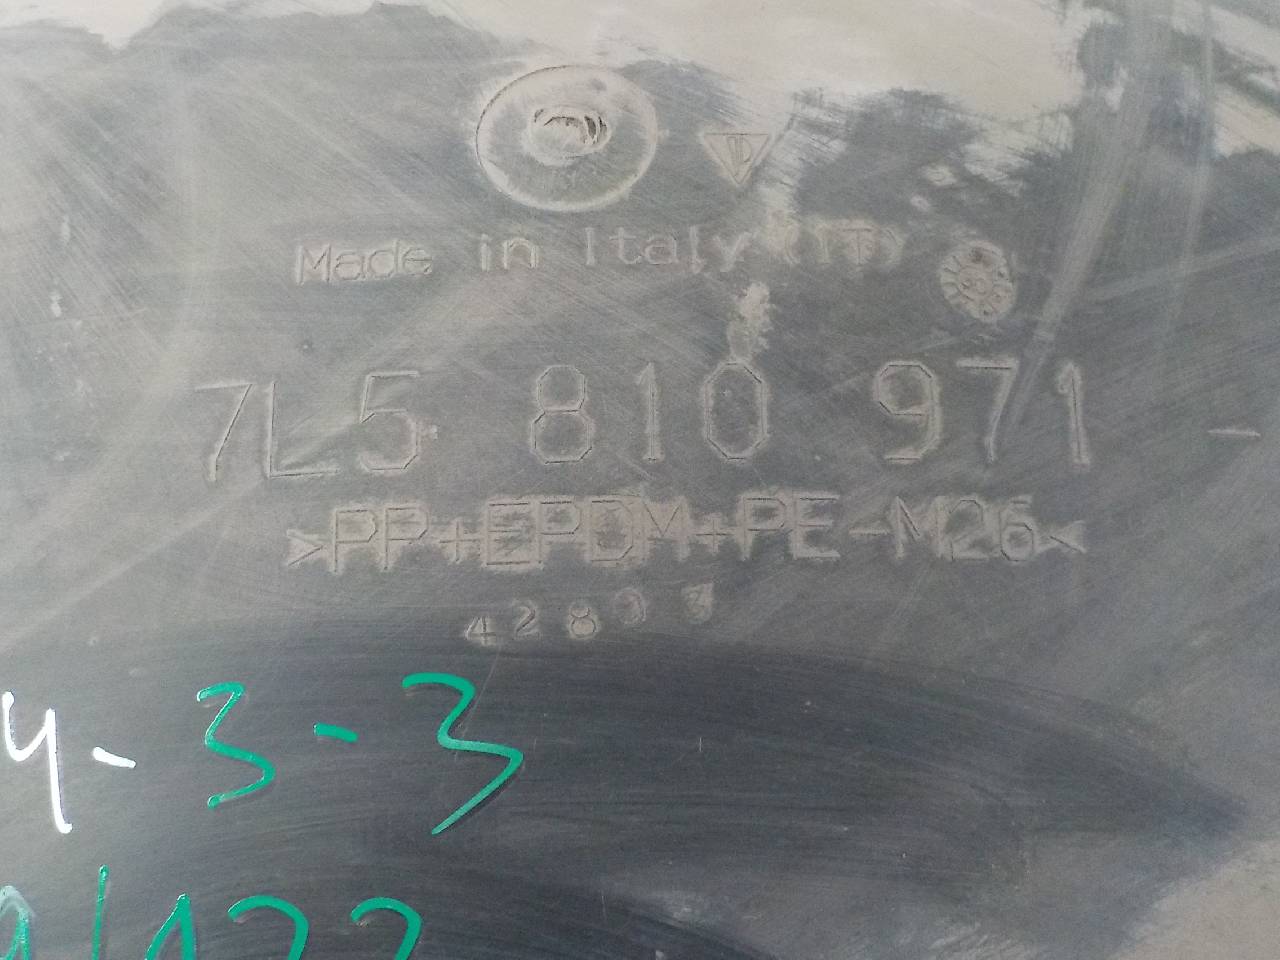 Made in Italy (IT)
7L5 810 971 -
>PP+EPDM+PE-M26<
4-3-3